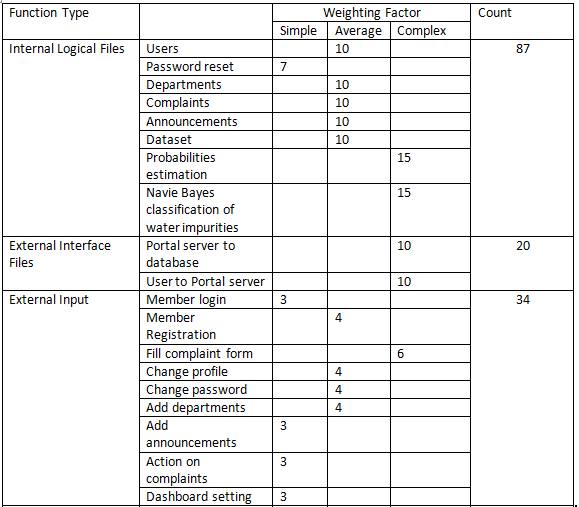 Function Type Weighting Factor Count
Simple Average Complex
Internal Logical Files Users 10 87
Password reset 7
Departments 10
Complaints 10
Announcements 10
Dataset 10
Probabilities 15
estimation
Navie Bayes 15
classification of
water impurities
External Interface Portal server to 10 20
Files database
User to Portal server 10
External Input Member login 3 34
Member 4
Registration
Fill complaint form 6
Change profile 4
Change password 4
Add departments 4
Add 3
announcements
Action on 3
complaints
Dashboard setting 3